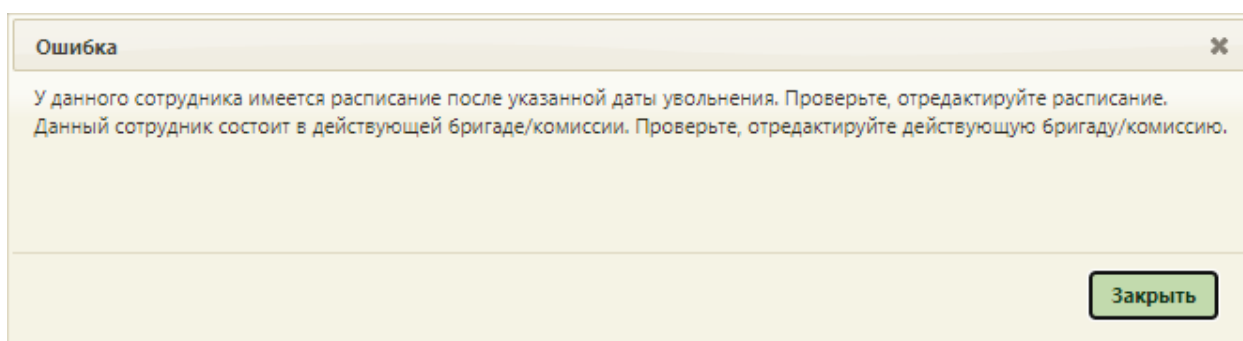 Ошибка
У данного сотрудника имеется расписание после указанной даты увольнения. Проверьте, отредактируйте расписание.
Данный сотрудник состоит в действующей бригаде/комиссии. Проверьте, отредактируйте действующую бригаду/комиссию.
Закрыть